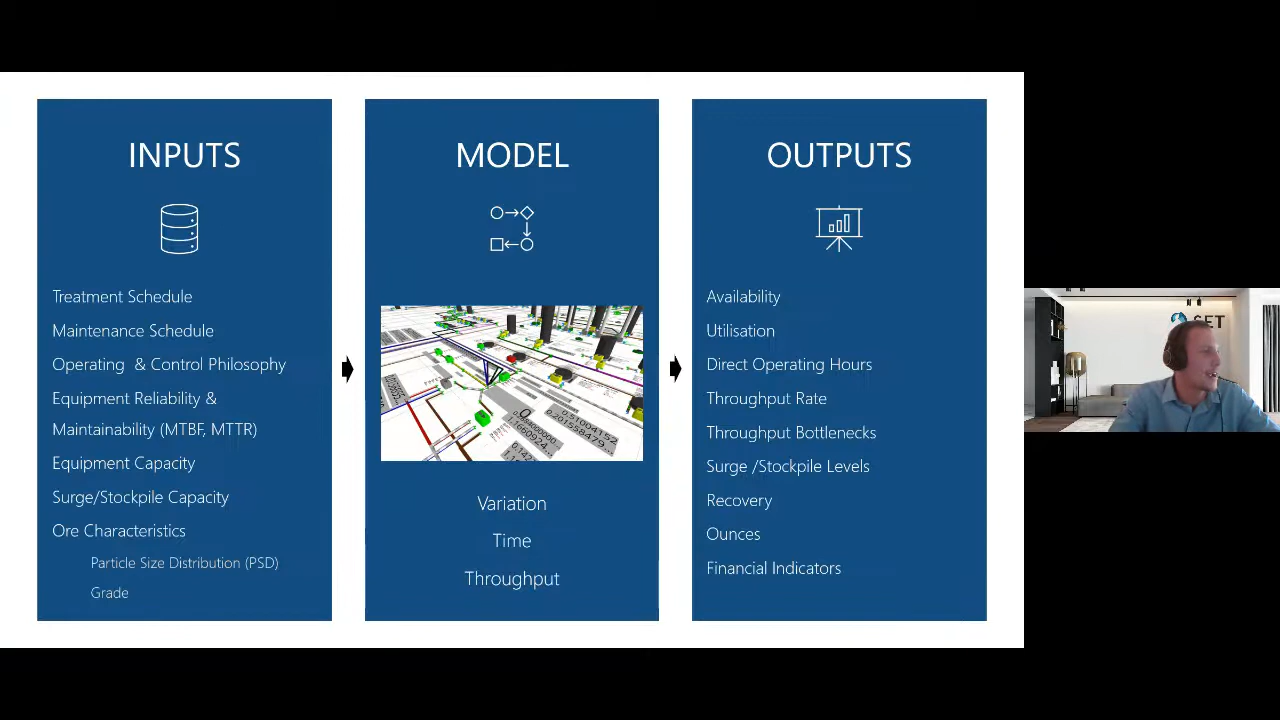 INPUTS
Treatment Schedule
Maintenance Schedule
Operating & Control Philosophy
Equipment Reliability &
Maintainability (MTBF, MTTR)
Equipment Capacity
Surge/Stockpile Capacity
Ore Characteristics
Particle Size Distribution (PSD)
Grade
MODEL
Variation
Time
Throughput
OUTPUTS
Availability
Utilisation
Direct Operating Hours
Throughput Rate
Throughput Bottlenecks
Surge /Stockpile Levels
Recovery
Ounces
Financial Indicators
SET